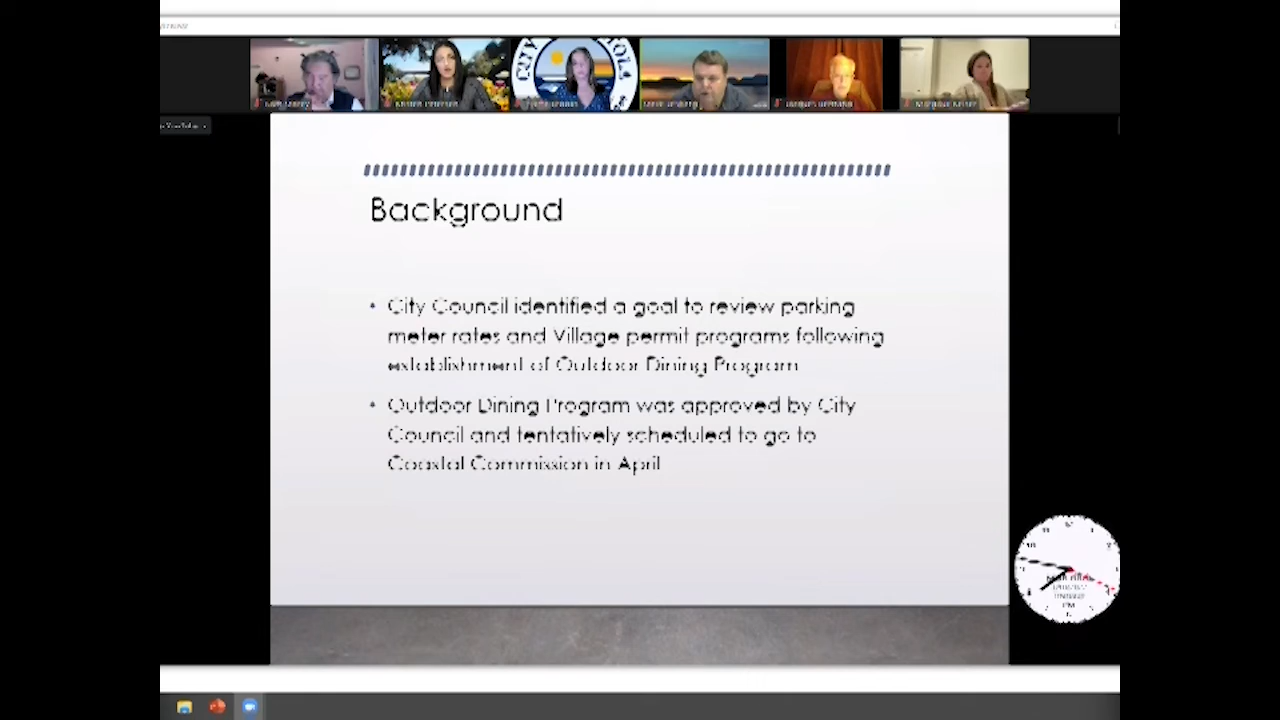 Background
• City Council identified a goal to review parking
meter rates and Village permit programs following
establishment of Outdoor Dining Program
• Outdoor Dining Program was approved by City
Council and tentatively scheduled to go to
Coastal Commission in April
PM